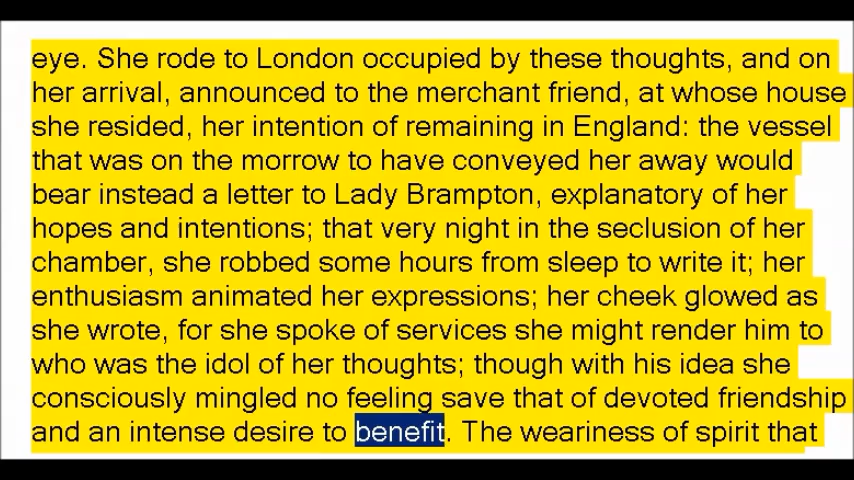 eye. She rode to London occupied by these thoughts, and on
her arrival, announced to the merchant friend, at whose house
she resided, her intention of remaining in England: the vessel
that was on the morrow to have conveyed her away would
bear instead a letter to Lady Brampton, explanatory of her
hopes and intentions; that very night in the seclusion of her
chamber, she robbed some hours from sleep to write it; her
enthusiasm animated her expressions; her cheek glowed as
she wrote, for she spoke of services she might render him to
who was the idol of her thoughts; though with his idea she
consciously mingled no feeling save that of devoted friendship
and an intense desire to benefit. The weariness of spirit that